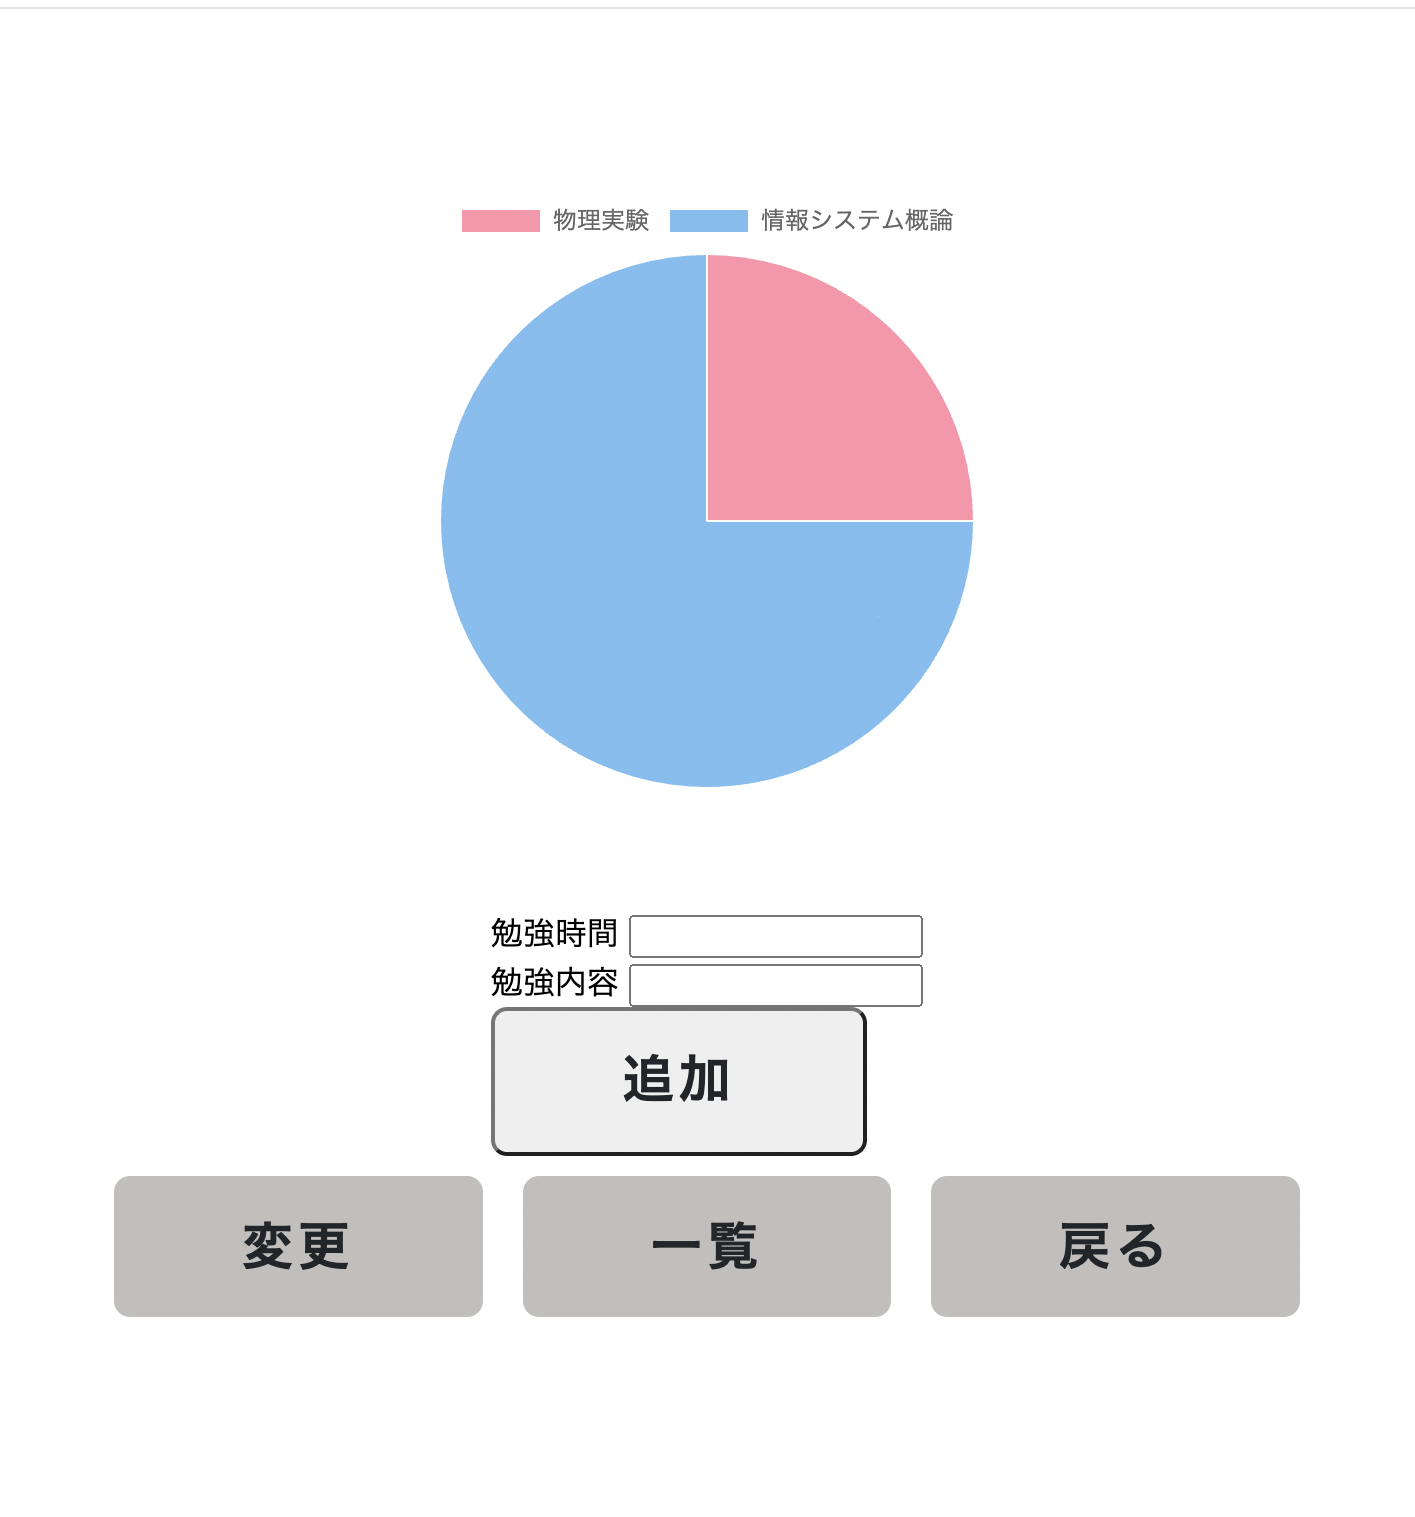 物理実験 情報システム概論
勉強時間
勉強内容
追加
変更 一覧 戻る